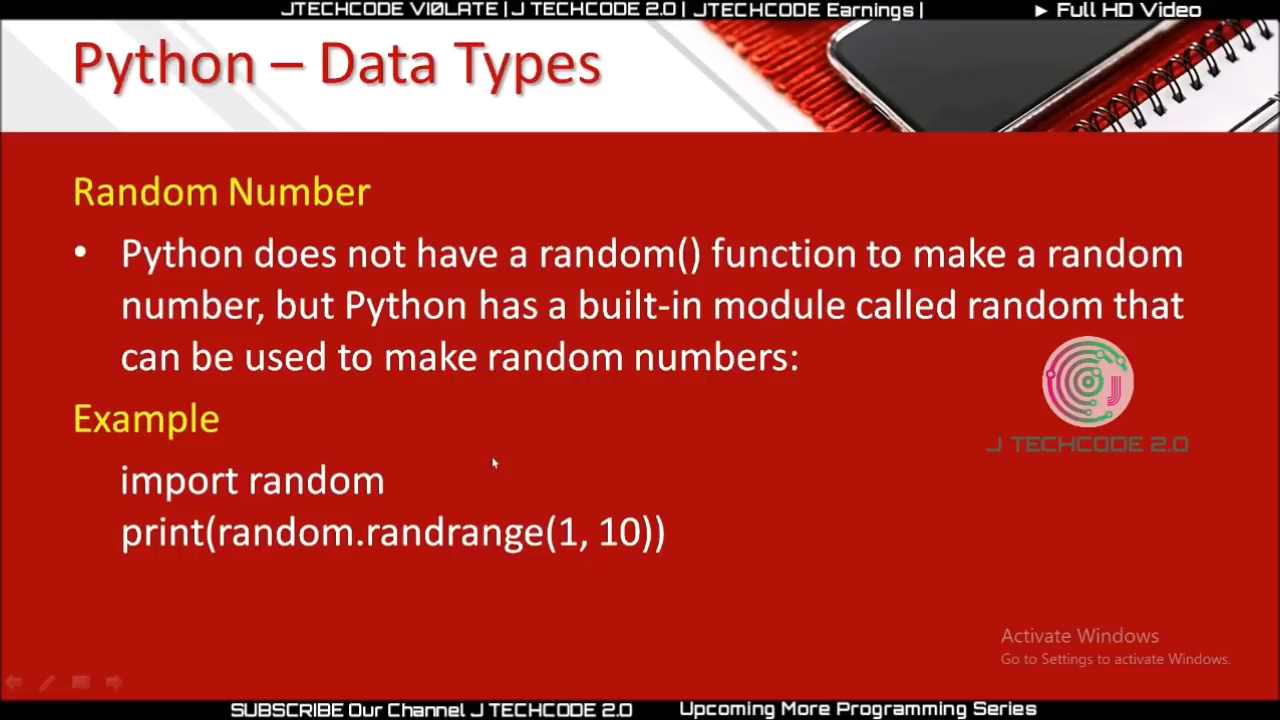 JTECHCODE VI0LATE | J TECHCODE 2.0 | JTECHCODE Earnings | ► Full HD Video
Python – Data Types
Random Number
• Python does not have a random() function to make a random
number, but Python has a built-in module called random that
can be used to make random numbers:
J TECHCODE 2.0
Example
import random
print(random.randrange(1, 10))
Activate Windows
Go to Settings to activate Windows.
SUBSCRIBE Our Channel J TECHCODE 2.0 Upcoming More Programming Series